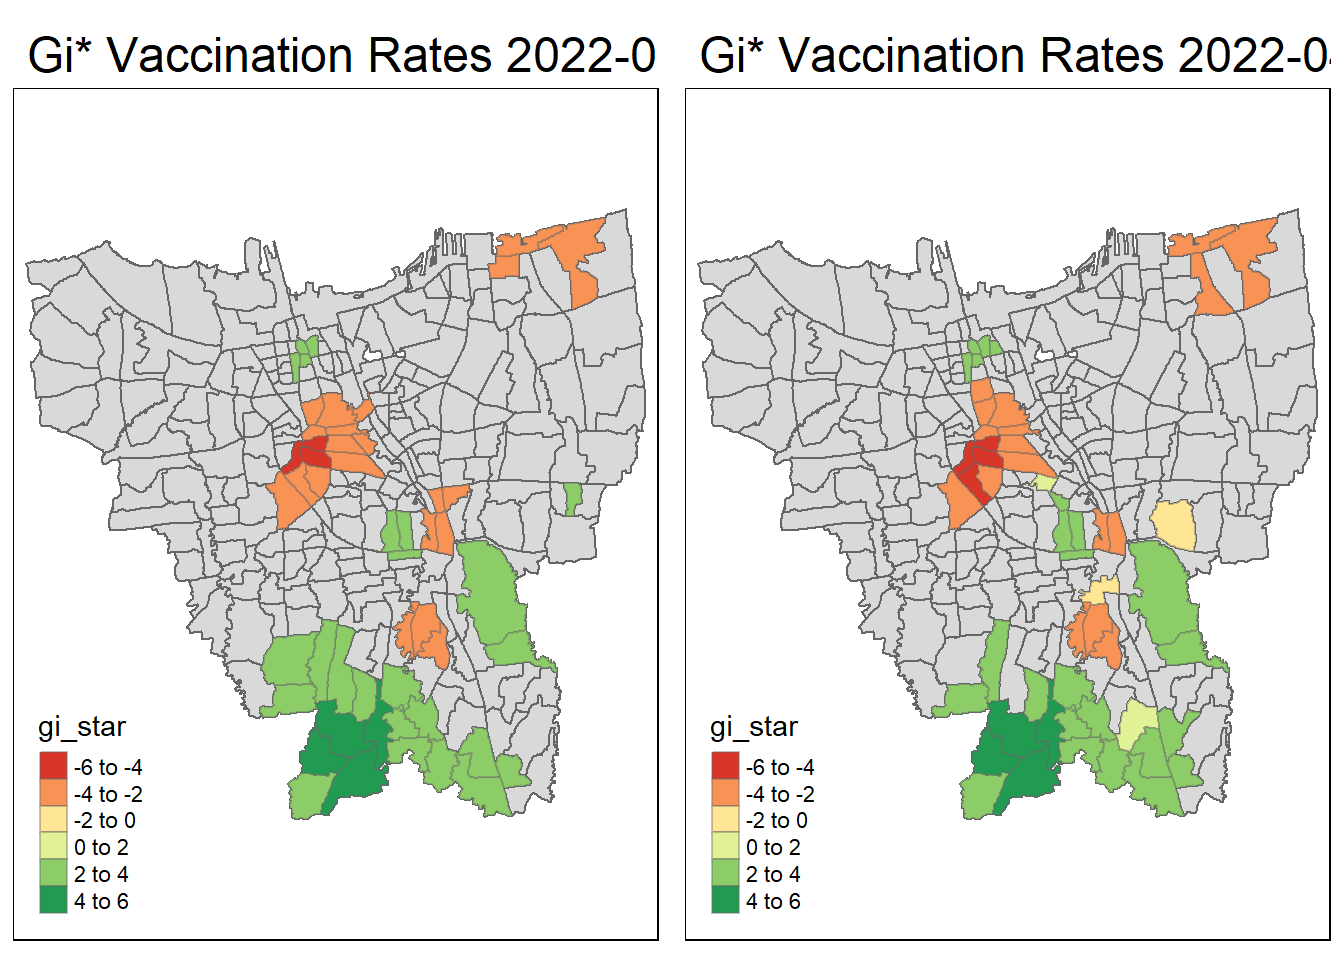 Gi* Vaccination Rates 2022-0
gi_star
-6 to -4
-4 to -2
-2 to 0
0 to 2
2 to 4
4 to 6
Gi* Vaccination Rates 2022-04
gi_star
-6 to -4
-4 to -2
-2 to 0
0 to 2
2 to 4
4 to 6